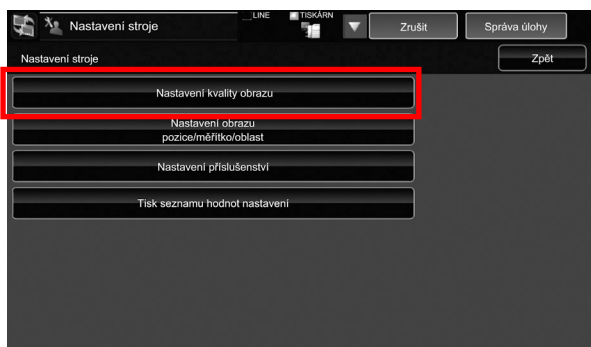 Nastavení stroje
LINE
TISKÁRN
Zrušit
Správa úlohy
Nastavení stroje
Zpět
Nastavení kvality obrazu
Nastavení obrazu
pozice/měřítko/oblast
Nastavení příslušenství
Tisk seznamu hodnot nastavení